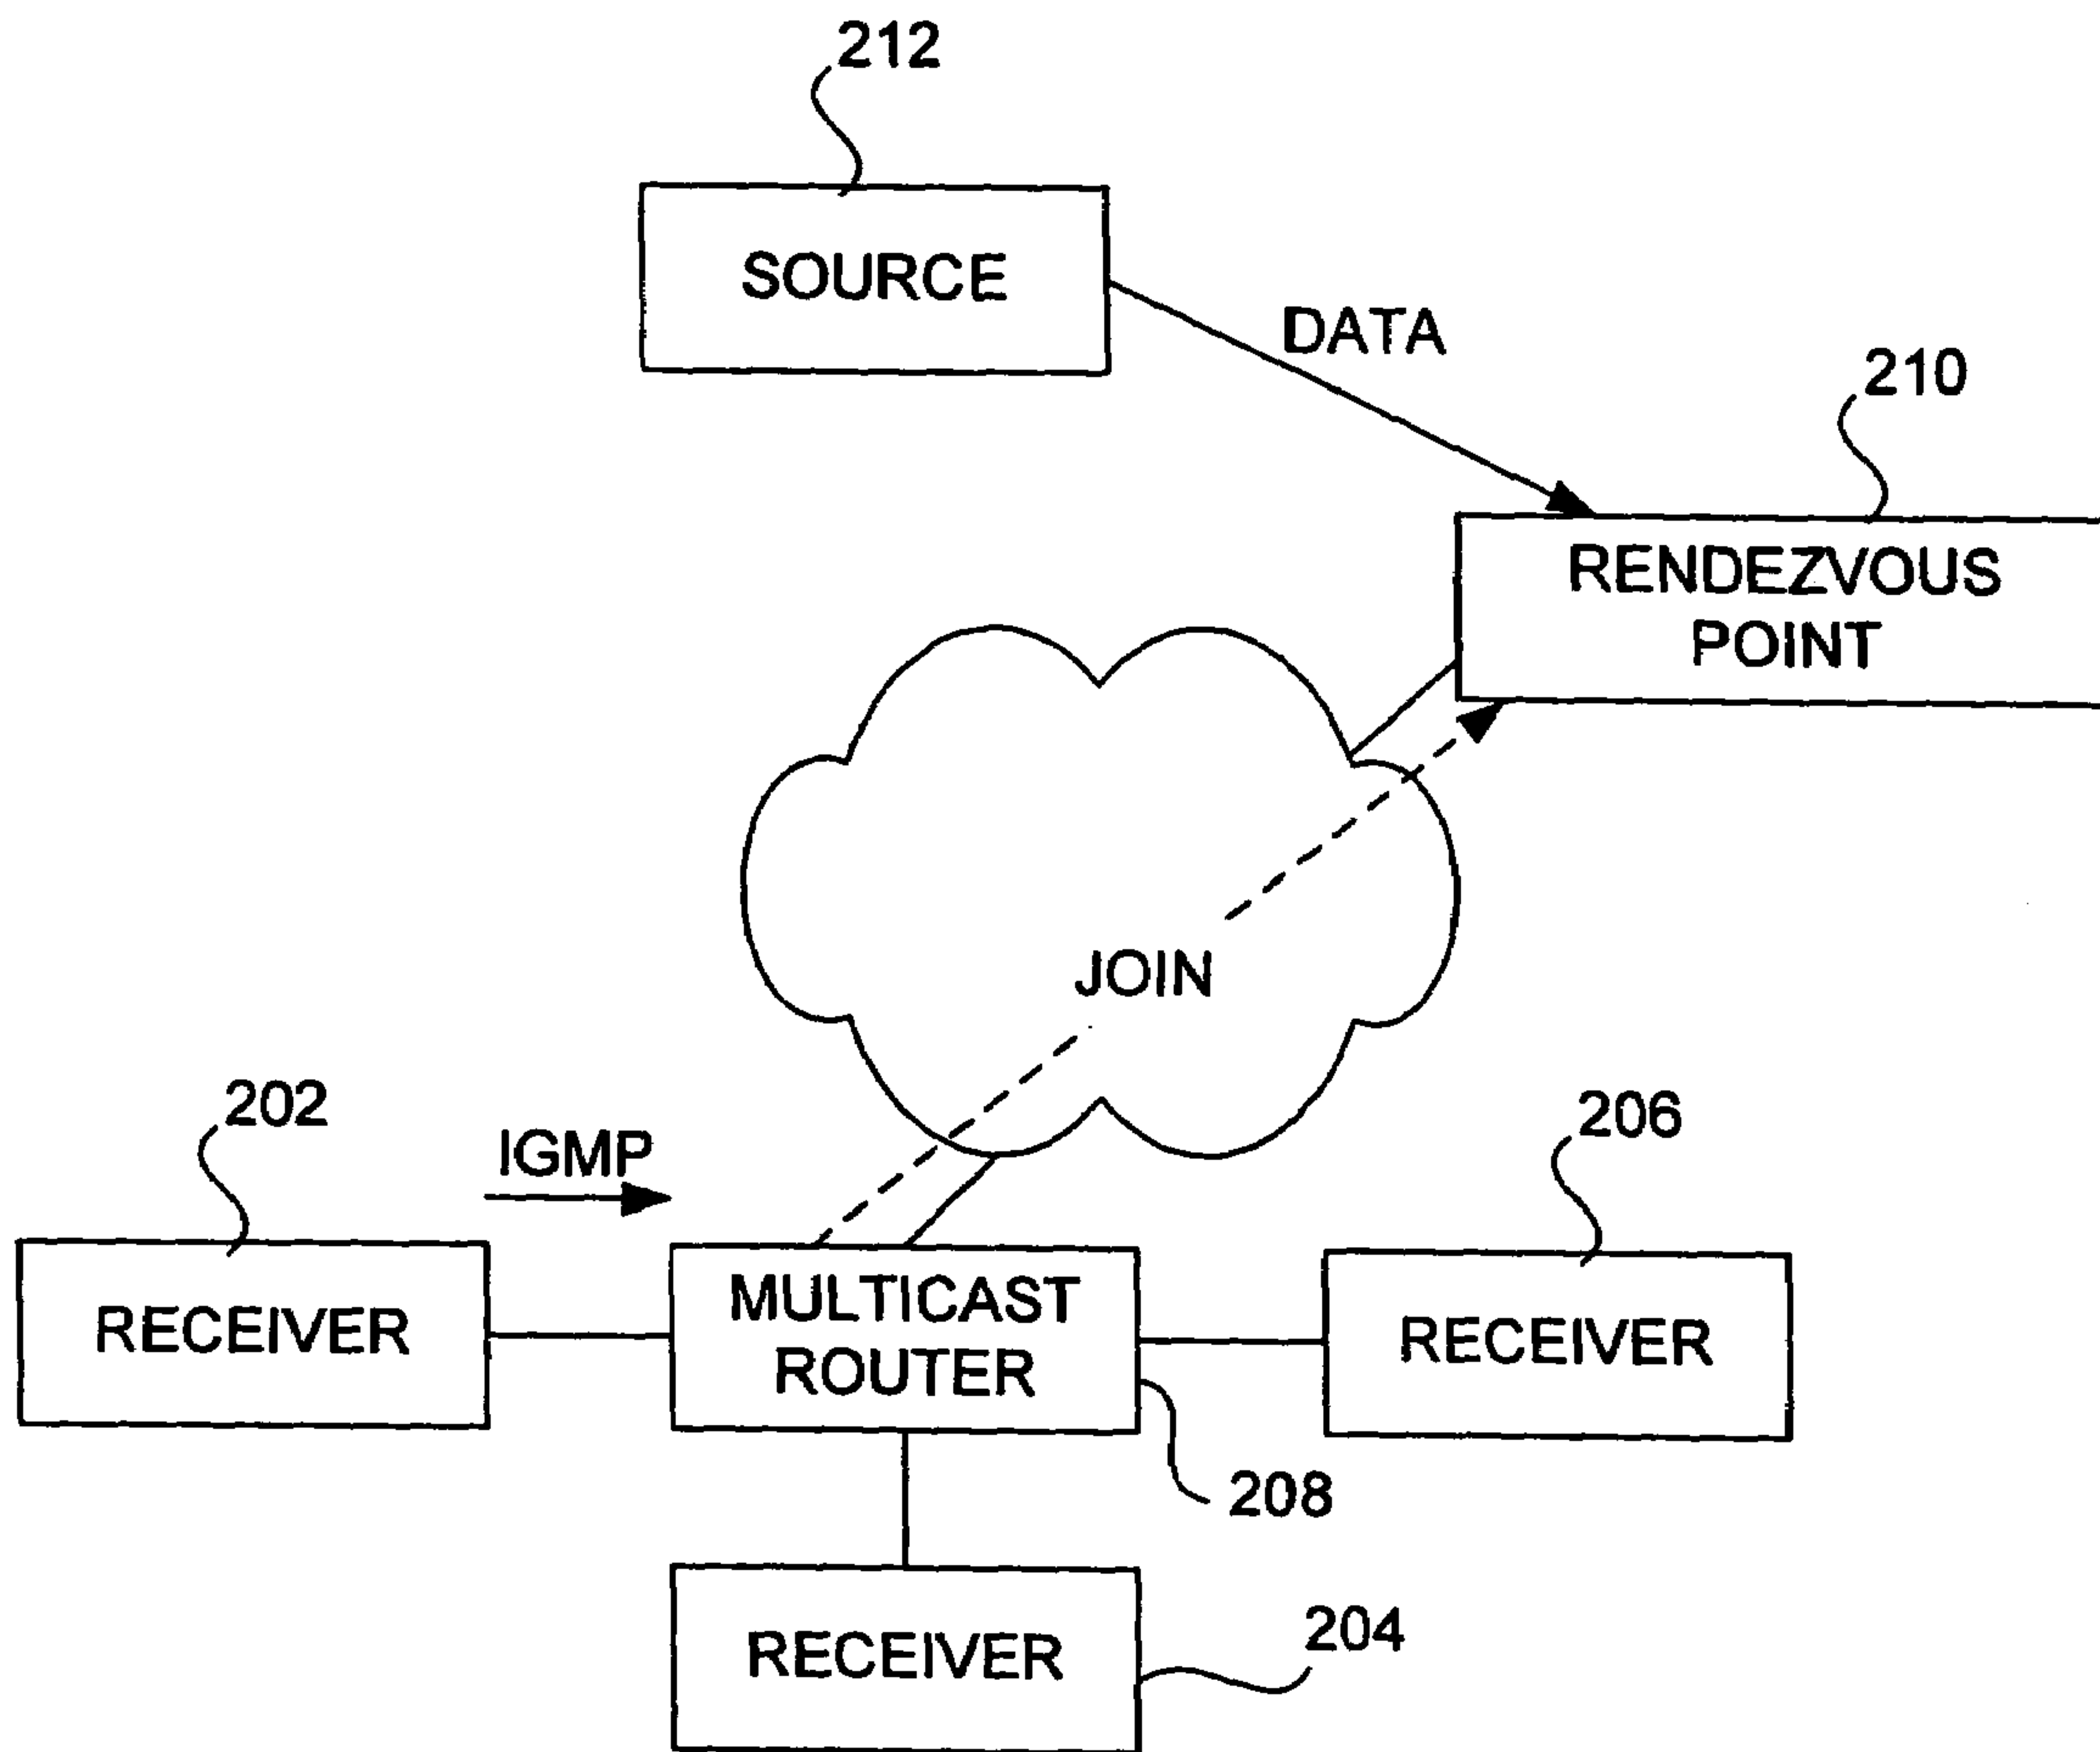 212
SOURCE
DATA
210
RENDEZVOUS
POINT
JOIN
202
IGMP
206
RECEIVER
MULTICAST
ROUTER
RECEIVER
208
RECEIVER
204